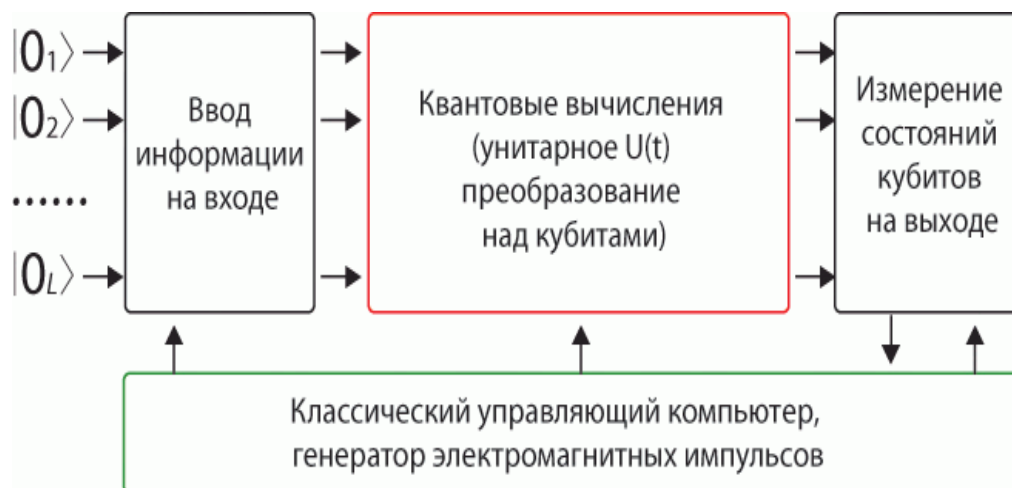 |0₁⟩
|0₂⟩
......
|0L⟩
Ввод
информации
на входе
Квантовые вычисления
(унитарное U(t)
преобразование
над кубитами)
Измерение
состояний
кубитов
на выходе
Классический управляющий компьютер,
генератор электромагнитных импульсов